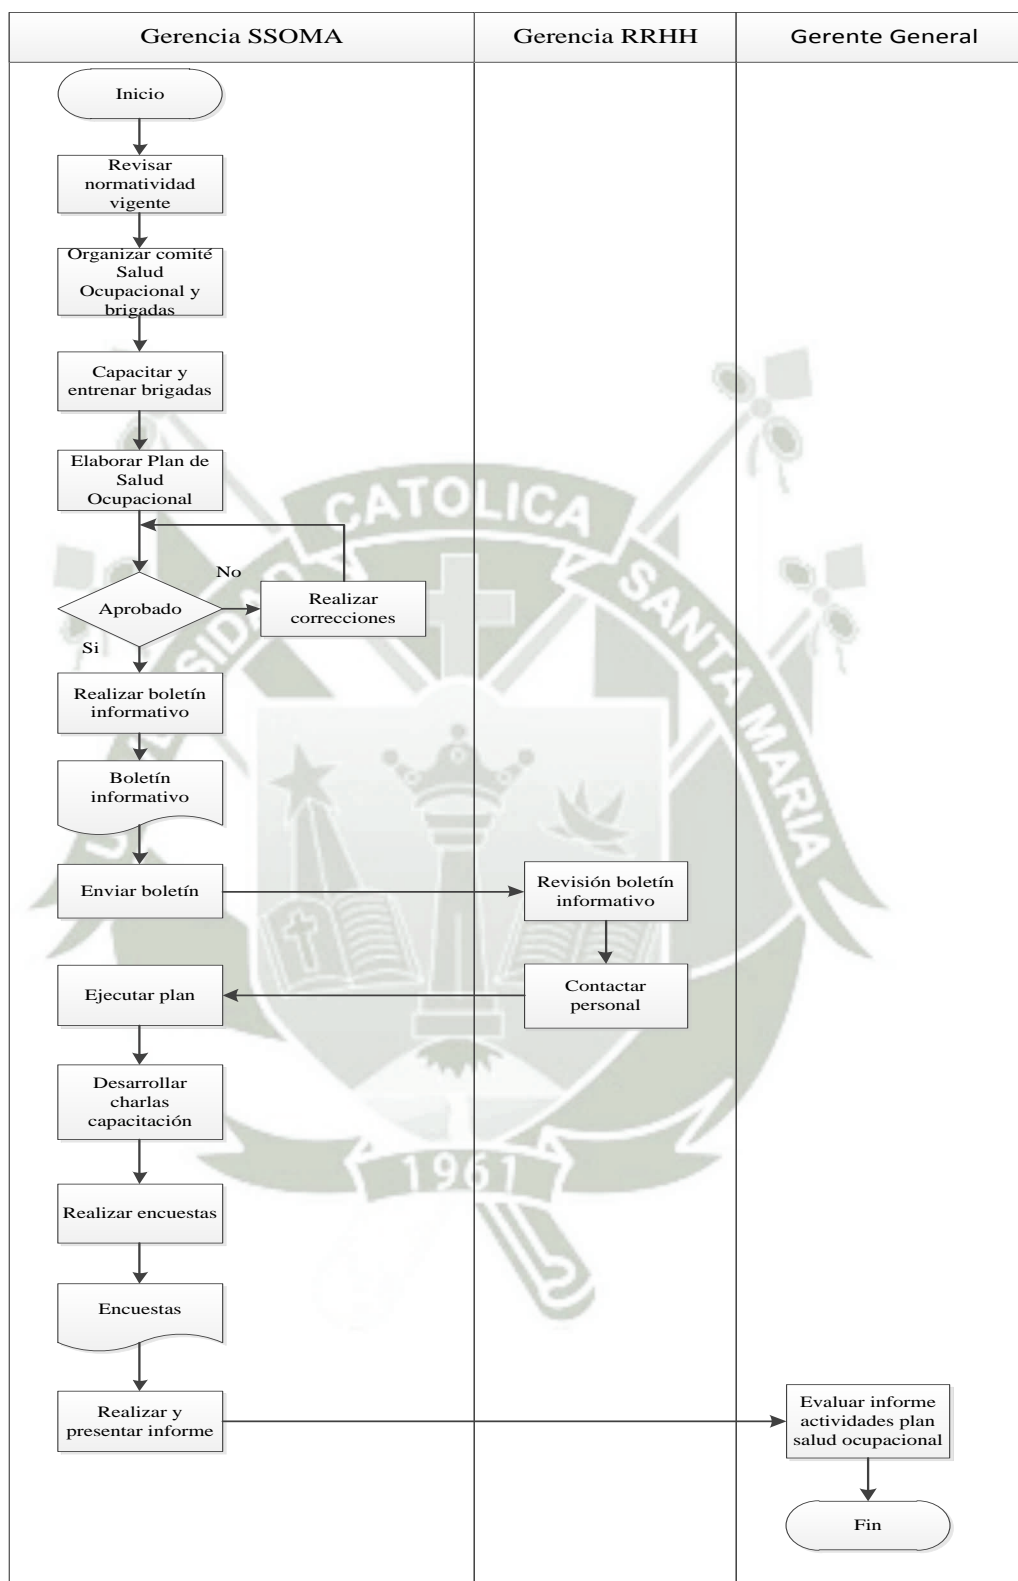 Gerencia SSOMA
Gerencia RRHH
Gerente General
Inicio
Revisar
normatividad
vigente
Organizar comité
Salud
Ocupacional y
brigadas
Capacitar y
entrenar brigadas
Elaborar Plan de
Salud
Ocupacional
CATOLICA
SANTA MARIA
No
Aprobado
Realizar
correcciones
Si
Realizar boletín
informativo
Boletín
informativo
Enviar boletín
Revisión boletín
informativo
Ejecutar plan
Contactar
personal
Desarrollar
charlas
capacitación
1961
Realizar encuestas
Encuestas
Realizar y
presentar informe
Evaluar informe
actividades plan
salud ocupacional
Fin